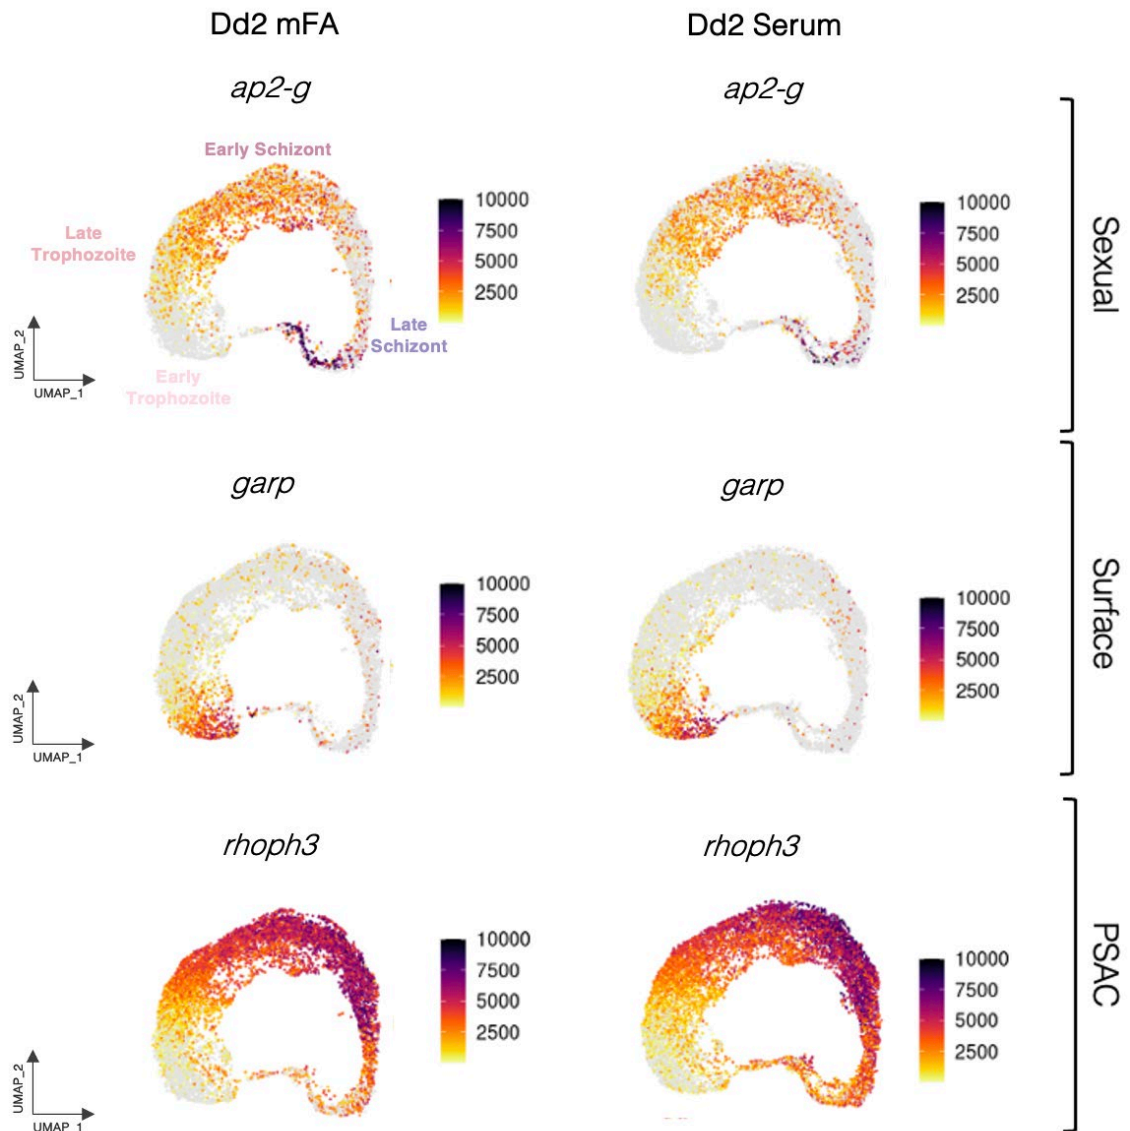 Dd2 mFA
Dd2 Serum
ap2-g
ap2-g
Early Schizont
Late
Trophozoite
Late
Schizont
Early
Trophozoite
UMAP_2
UMAP_1
10000
7500
5000
2500
10000
7500
5000
2500
Sexual
garp
garp
UMAP_2
UMAP_1
10000
7500
5000
2500
10000
7500
5000
2500
Surface
rhoph3
rhoph3
UMAP_2
UMAP_1
10000
7500
5000
2500
10000
7500
5000
2500
PSAC